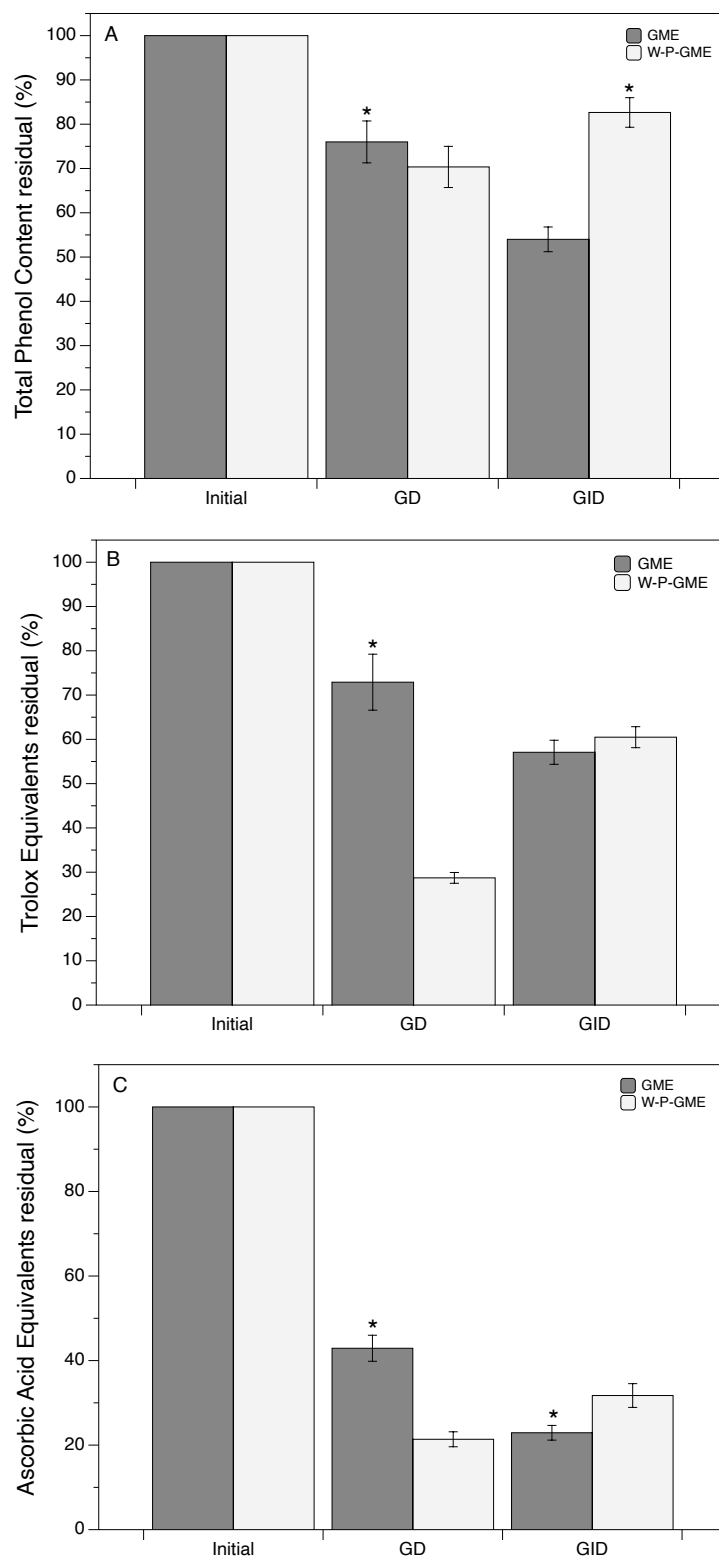 A
GME
W-P-GME
Total Phenol Content residual (%)
100
90
80
70
60
50
40
30
20
10
0
*
*
Initial GD GID
B
GME
W-P-GME
Trolox Equivalents residual (%)
100
90
80
70
60
50
40
30
20
10
0
*
Initial GD GID
C
GME
W-P-GME
Ascorbic Acid Equivalents residual (%)
100
80
60
40
20
0
*
*
Initial GD GID